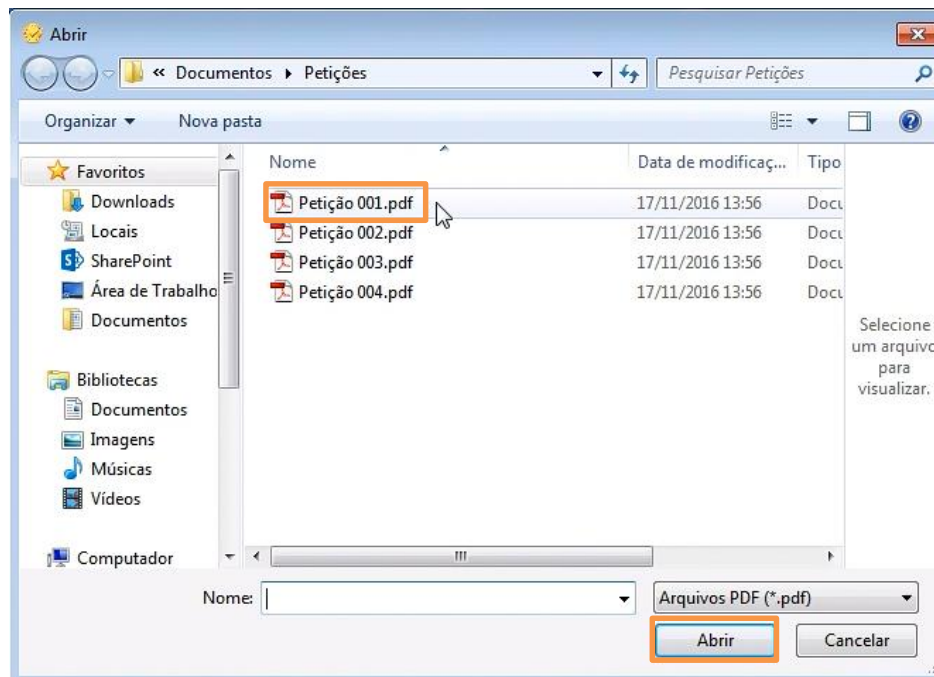 Abrir
« Documentos ▸ Petições
Pesquisar Petições
Organizar
Nova pasta
Nome
Data de modificaç...
Tipo
Favoritos
Downloads
Locais
SharePoint
Área de Trabalho
Documentos
Bibliotecas
Documentos
Imagens
Músicas
Vídeos
Computador
Petição 001.pdf 17/11/2016 13:56 Docu
Petição 002.pdf 17/11/2016 13:56 Docu
Petição 003.pdf 17/11/2016 13:56 Docu
Petição 004.pdf 17/11/2016 13:56 Docu
Selecione
um arquivo
para
visualizar.
Nome:
Arquivos PDF (*.pdf)
Abrir
Cancelar